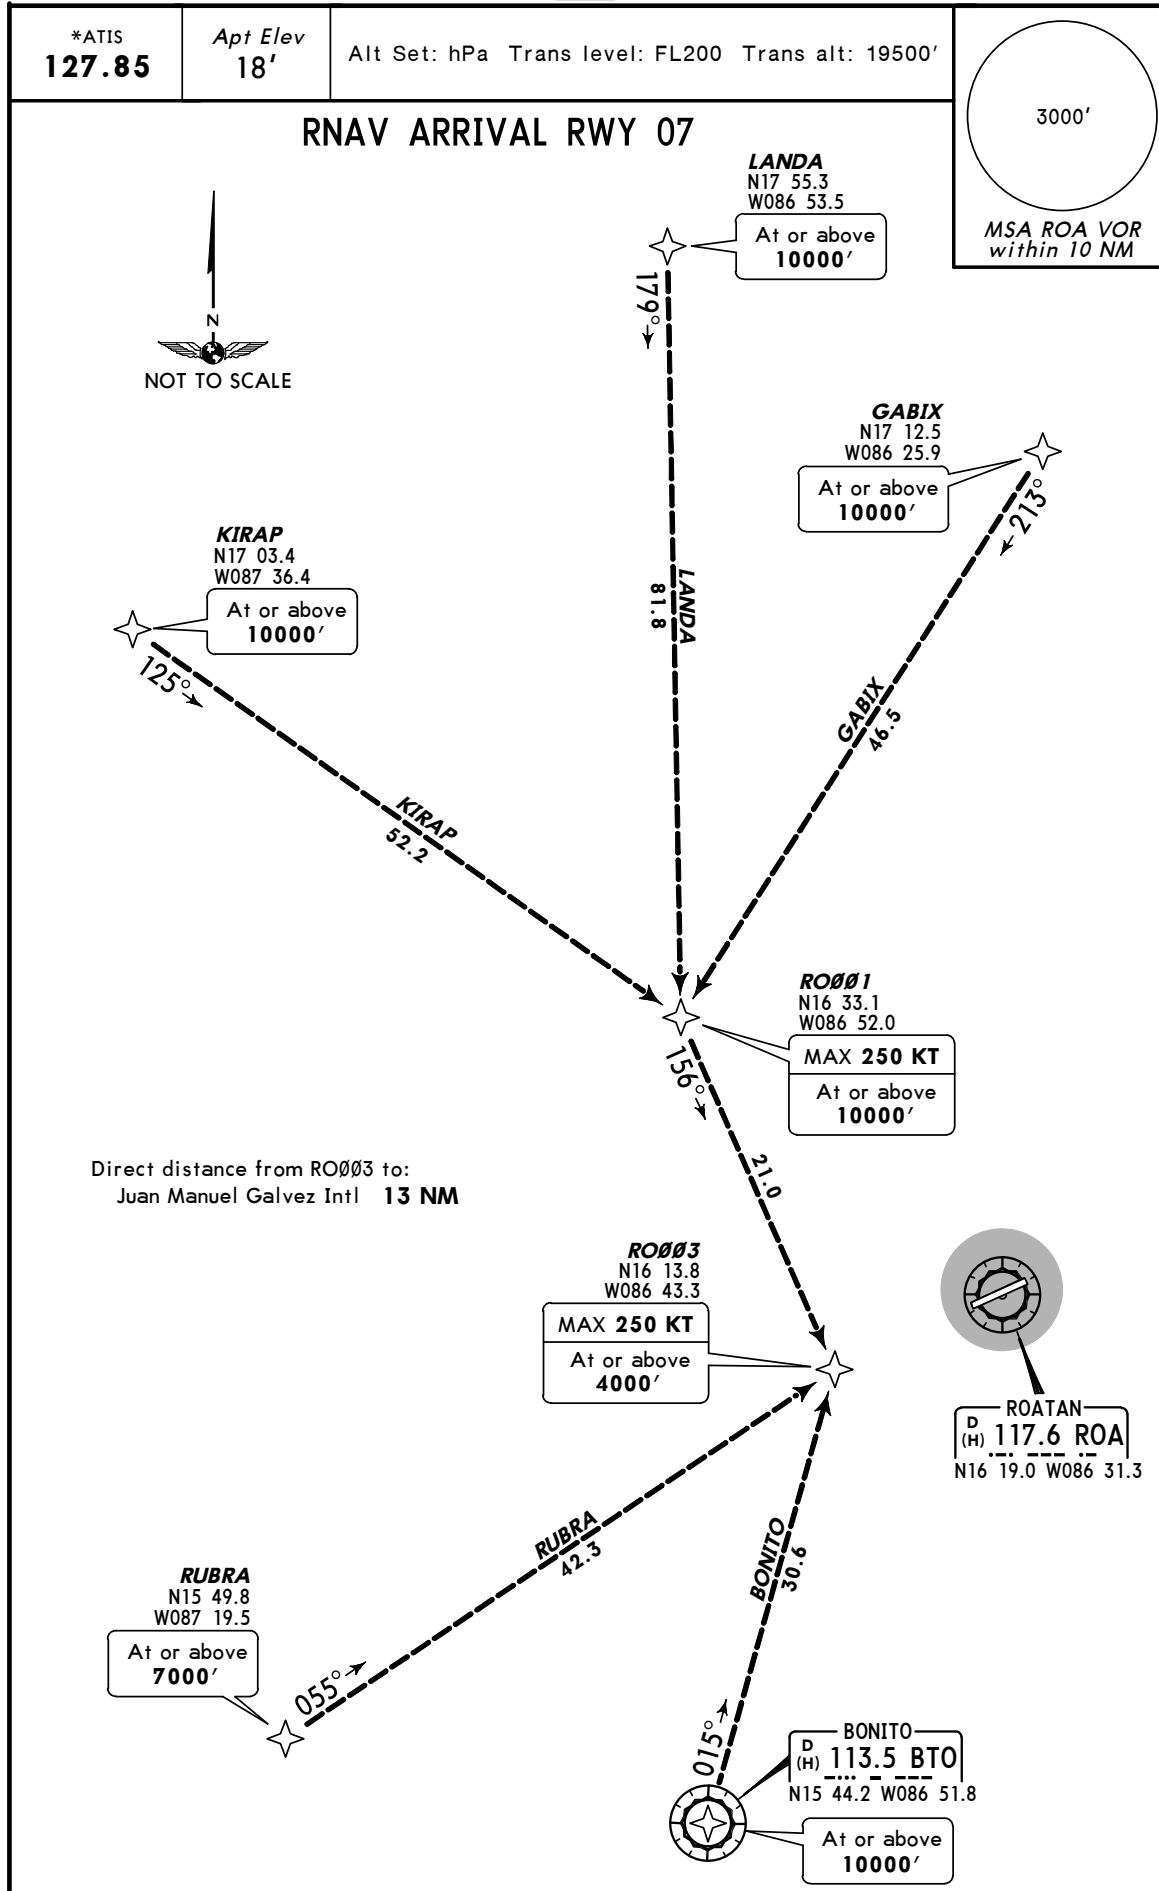 *ATIS
127.85
Apt Elev
18'
Alt Set: hPa Trans level: FL200 Trans alt: 19500'
3000'
MSA ROA VOR
within 10 NM
RNAV ARRIVAL RWY 07
N
NOT TO SCALE
LANDA
N17 55.3
W086 53.5
At or above
10000'
179°
GABIX
N17 12.5
W086 25.9
At or above
10000'
213°
KIRAP
N17 03.4
W087 36.4
At or above
10000'
125°
LANDA
81.8
GABIX
46.5
KIRAP
52.2
ROØØ1
N16 33.1
W086 52.0
MAX 250 KT
At or above
10000'
156°
21.0
Direct distance from ROØØ3 to:
Juan Manuel Galvez Intl 13 NM
ROØØ3
N16 13.8
W086 43.3
MAX 250 KT
At or above
4000'
ROATAN
D
(H) 117.6 ROA
N16 19.0 W086 31.3
RUBRA
42.3
BONITO
30.6
RUBRA
N15 49.8
W087 19.5
At or above
7000'
055°
015°
BONITO
D
(H) 113.5 BTO
N15 44.2 W086 51.8
At or above
10000'